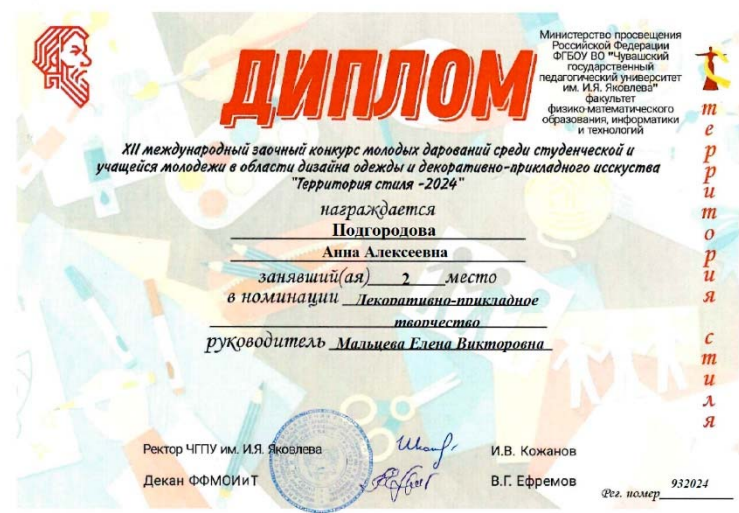 Министерство просвещения
Российской Федерации
ФГБОУ ВО "Чувашский
государственный
педагогический университет
им. И.Я. Яковлева"
факультет
физико-математического
образования, информатики
и технологий
ДИПЛОМ
территория стиля
XII международный заочный конкурс молодых дарований среди студенческой и
учащейся молодежи в области дизайна одежды и декоративно-прикладного исскуства
"Территория стиля -2024"
награждается
Подгородова
Анна Алексеевна
занявший(ая) 2 место
в номинации Декоративно-прикладное
творчество
руководитель Мальцева Елена Викторовна
Ректор ЧГПУ им. И.Я. Яковлева И.В. Кожанов
Декан ФФМОИиТ В.Г. Ефремов
Рег. номер 932024